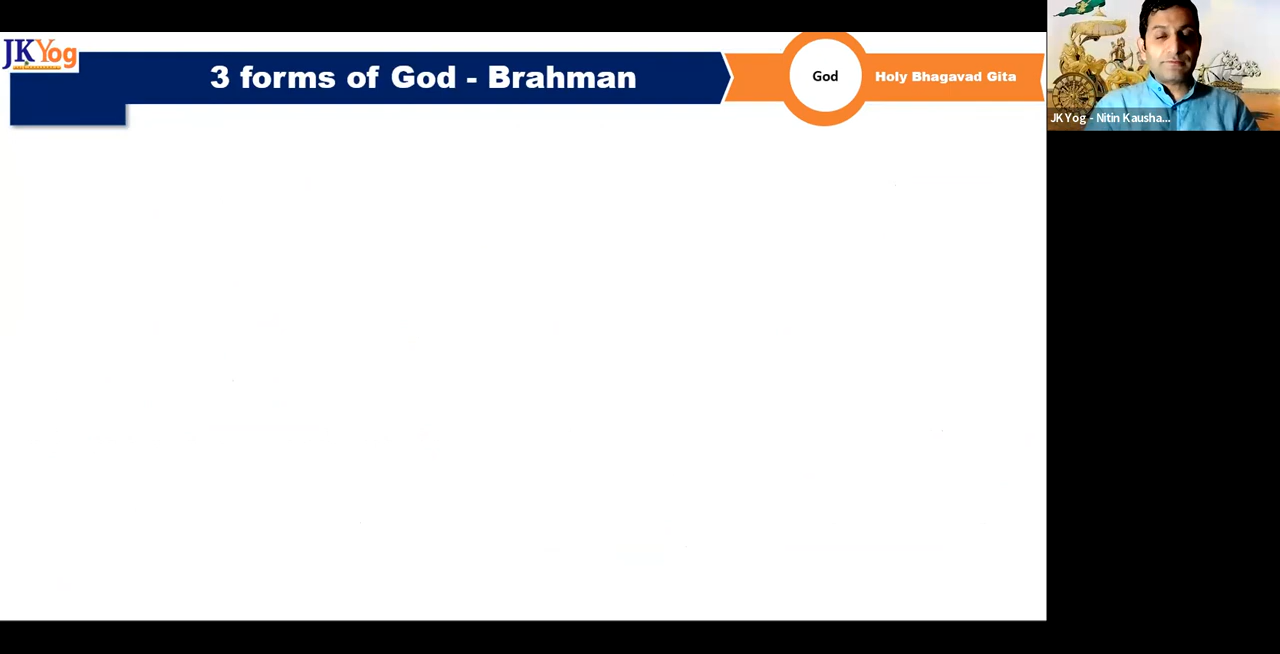 JKYog
3 forms of God - Brahman
God
Holy Bhagavad Gita
JKYog - Nitin Kausha...